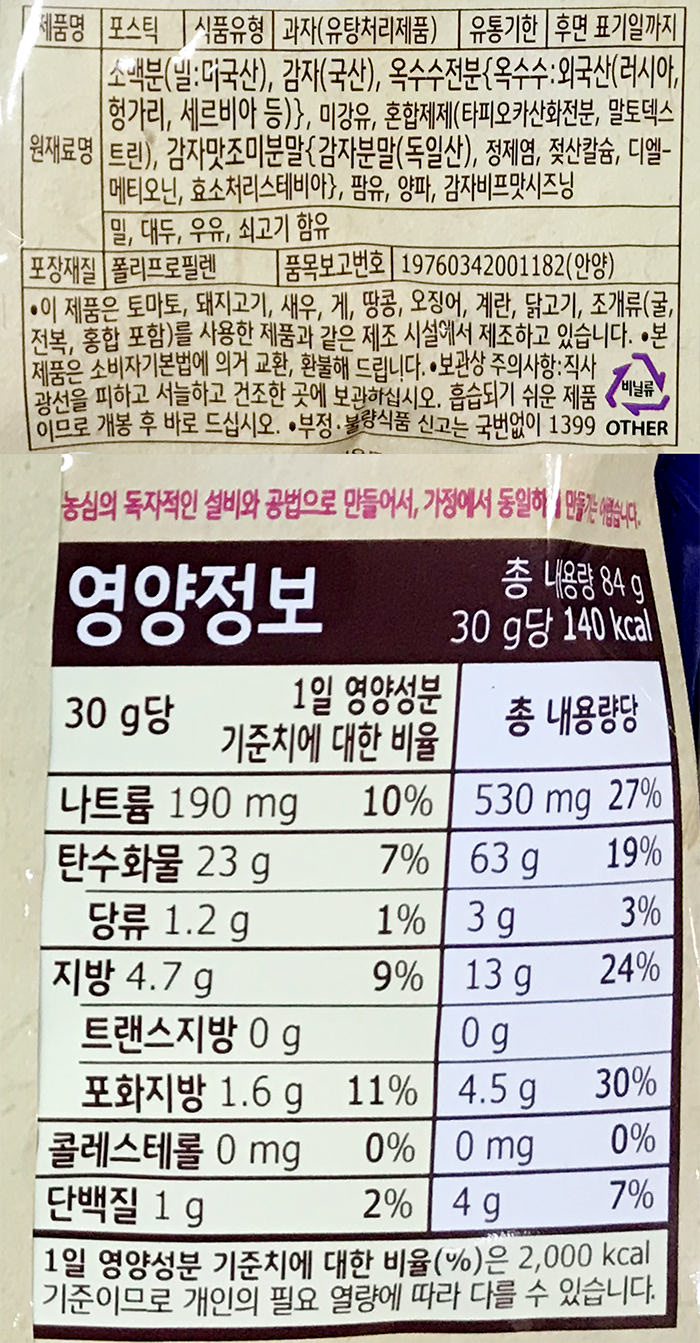 제품명 포스틱 식품유형 과자(유탕처리제품) 유통기한 후면 표기일까지
소맥분(밀:미국산), 감자(국산), 옥수수전분{옥수수:외국산(러시아,
헝가리, 세르비아 등)}, 미강유, 혼합제제(타피오카산화전분, 말토덱스
원재료명 트린), 감자맛조미분말{감자분말(독일산), 정제염, 젖산칼슘, 디엘-
메티오닌, 효소처리스테비아}, 팜유, 양파, 감자비프맛시즈닝
밀, 대두, 우유, 쇠고기 함유
포장재질 폴리프로필렌 품목보고번호 19760342001182(안양)
•이 제품은 토마토, 돼지고기, 새우, 게, 땅콩, 오징어, 계란, 닭고기, 조개류(굴,
전복, 홍합 포함)를 사용한 제품과 같은 제조 시설에서 제조하고 있습니다. •본
제품은 소비자기본법에 의거 교환, 환불해 드립니다. •보관상 주의사항:직사
광선을 피하고 서늘하고 건조한 곳에 보관하십시오. 흡습되기 쉬운 제품
이므로 개봉 후 바로 드십시오. •부정·불량식품 신고는 국번없이 1399
비닐류
OTHER
농심의 독자적인 설비와 공법으로 만들어서, 가정에서 동일하 만들기는 어렵습니다.
영양정보
총 내용량 84 g
30 g당 140 kcal
30 g당 1일 영양성분 기준치에 대한 비율 총 내용량당
나트륨 190 mg 10% 530 mg 27%
탄수화물 23 g 7% 63 g 19%
당류 1.2 g 1% 3 g 3%
지방 4.7 g 9% 13 g 24%
트랜스지방 0 g 0 g
포화지방 1.6 g 11% 4.5 g 30%
콜레스테롤 0 mg 0% 0 mg 0%
단백질 1 g 2% 4 g 7%
1일 영양성분 기준치에 대한 비율(%)은 2,000 kcal
기준이므로 개인의 필요 열량에 따라 다를 수 있습니다.